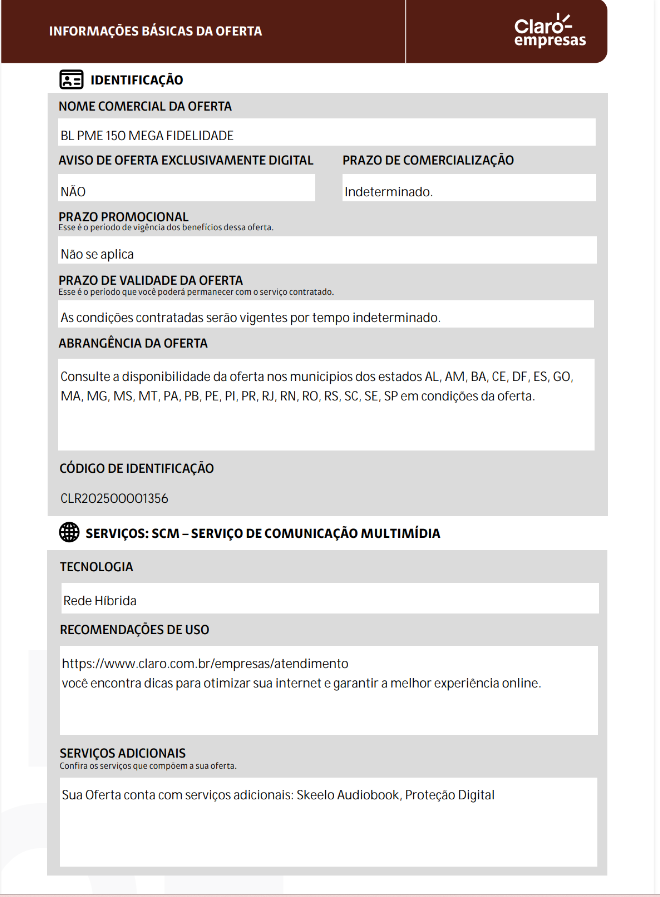 INFORMAÇÕES BÁSICAS DA OFERTA
Claro empresas
IDENTIFICAÇÃO
NOME COMERCIAL DA OFERTA
BL PME 150 MEGA FIDELIDADE
AVISO DE OFERTA EXCLUSIVAMENTE DIGITAL
NÃO
PRAZO DE COMERCIALIZAÇÃO
Indeterminado.
PRAZO PROMOCIONAL
Esse é o período de vigência dos benefícios dessa oferta.
Não se aplica
PRAZO DE VALIDADE DA OFERTA
Esse é o período que você poderá permanecer com o serviço contratado.
As condições contratadas serão vigentes por tempo indeterminado.
ABRANGÊNCIA DA OFERTA
Consulte a disponibilidade da oferta nos municipios dos estados AL, AM, BA, CE, DF, ES, GO,
MA, MG, MS, MT, PA, PB, PE, PI, PR, RJ, RN, RO, RS, SC, SE, SP em condições da oferta.
CÓDIGO DE IDENTIFICAÇÃO
CLR202500001356
SERVIÇOS: SCM – SERVIÇO DE COMUNICAÇÃO MULTIMÍDIA
TECNOLOGIA
Rede Híbrida
RECOMENDAÇÕES DE USO
https://www.claro.com.br/empresas/atendimento
você encontra dicas para otimizar sua internet e garantir a melhor experiência online.
SERVIÇOS ADICIONAIS
Confira os serviços que compõem a sua oferta.
Sua Oferta conta com serviços adicionais: Skeelo Audiobook, Proteção Digital